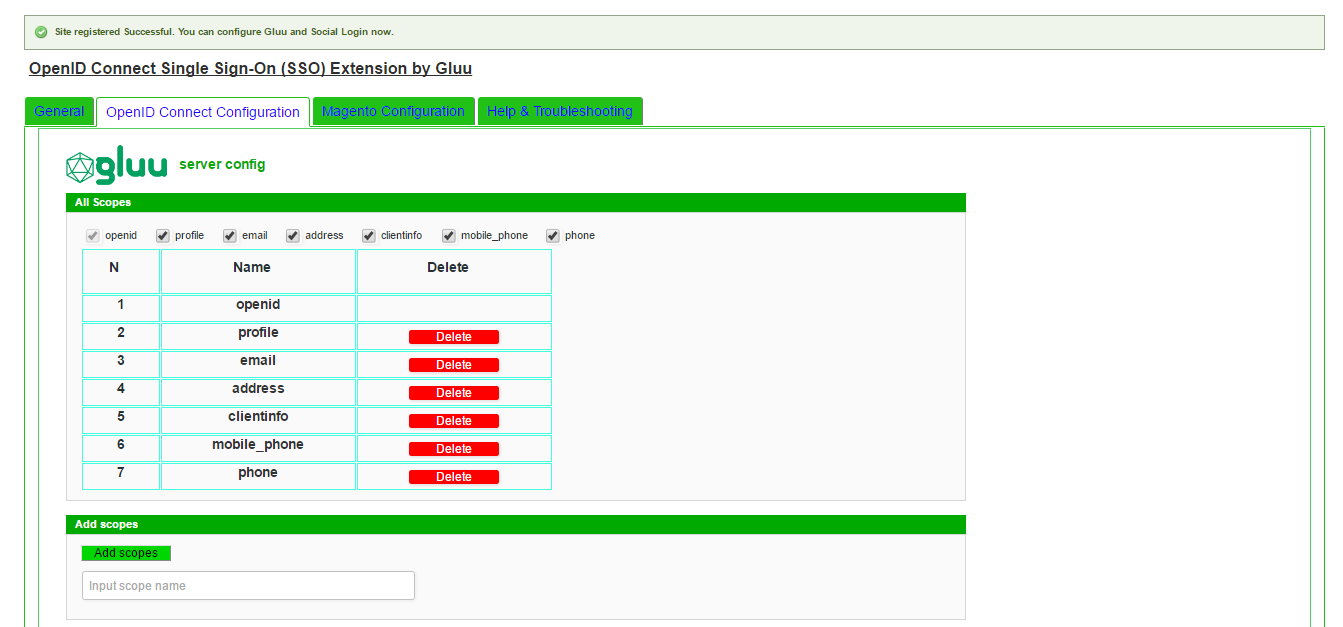 Site registered Successful. You can configure Gluu and Social Login now.
OpenID Connect Single Sign-On (SSO) Extension by Gluu
General OpenID Connect Configuration Magento Configuration Help & Troubleshooting
gluu server config
All Scopes
openid profile email address clientinfo mobile_phone phone
N Name Delete
1 openid
2 profile Delete
3 email Delete
4 address Delete
5 clientinfo Delete
6 mobile_phone Delete
7 phone Delete
Add scopes
Add scopes
Input scope name